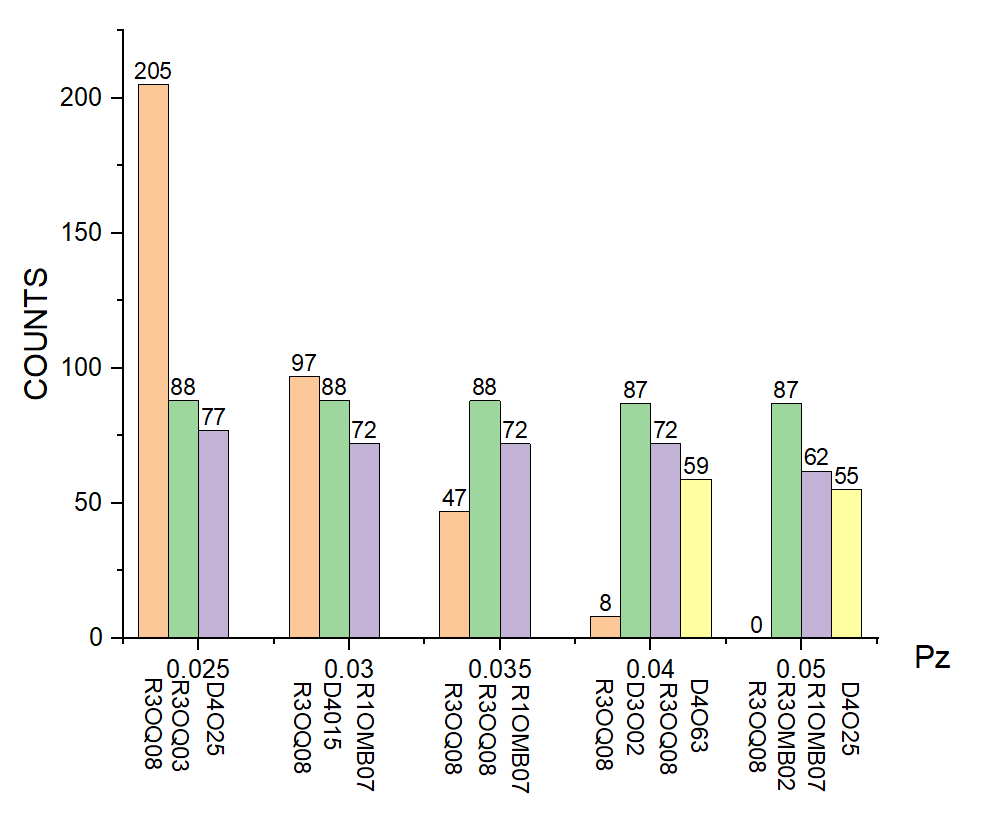 205
200
150
COUNTS
100
97
88
88
88
87
87
77
72
72
72
62
59
55
50
47
8
0
0
0.025
0.03
0.035
0.04
0.05
Pz
R3OQ08
R3OQ03
D4O25
R3OQ08
D4015
R1OMB07
R3OQ08
R3OQ08
R1OMB07
R3OQ08
D3O02
R3OQ08
D4O63
R3OQ08
R3OMB02
R1OMB07
D4O25